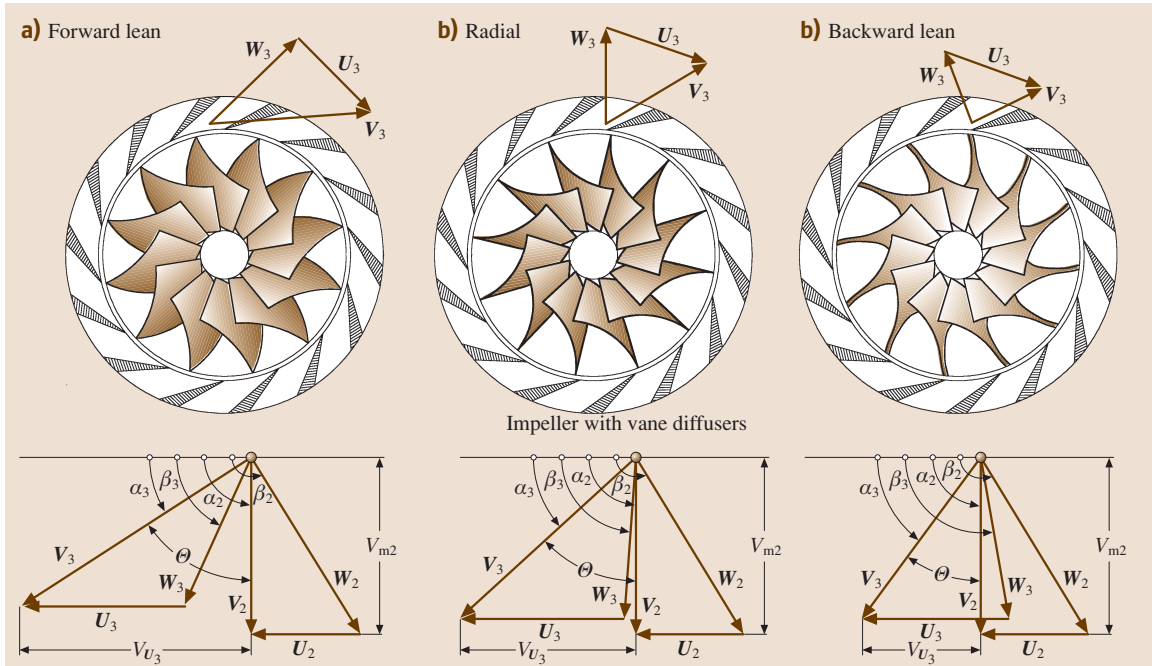 a) Forward lean
b) Radial
b) Backward lean
W3
U3
V3
W3
U3
V3
W3
U3
V3
Impeller with vane diffusers
α3
β3
α2
β2
V3
Θ
W3
V2
W2
U3
U2
VU3
Vm2
α3
β3
α2
β2
V3
Θ
W3
V2
W2
U3
U2
VU3
Vm2
α3
β3
α2
β2
V3
Θ
V2
W3
W2
U3
U2
VU3
Vm2